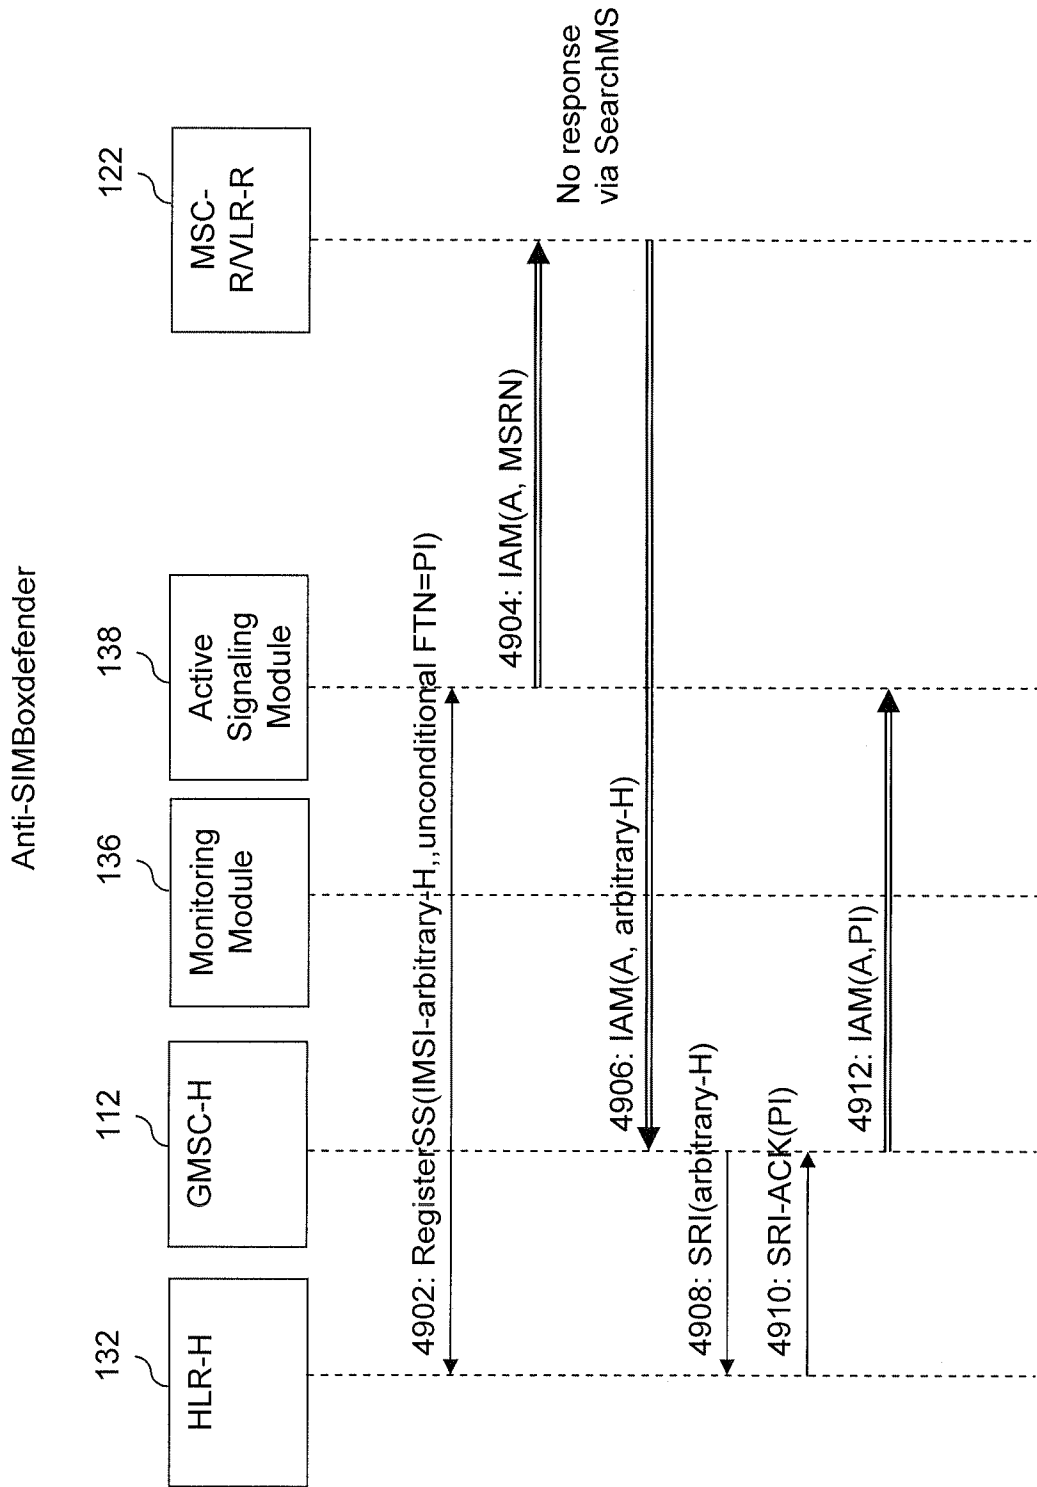 Anti-SIMBoxdefender
132
112
136
138
122
HLR-H
GMSC-H
Monitoring
Module
Active
Signaling
Module
MSC-
R/VLR-R
4902: RegisterSS(IMSI-arbitrary-H,,unconditional FTN=PI)
4904: IAM(A, MSRN)
No response
via SearchMS
4906: IAM(A, arbitrary-H)
4908: SRI(arbitrary-H)
4910: SRI-ACK(PI)
4912: IAM(A,PI)